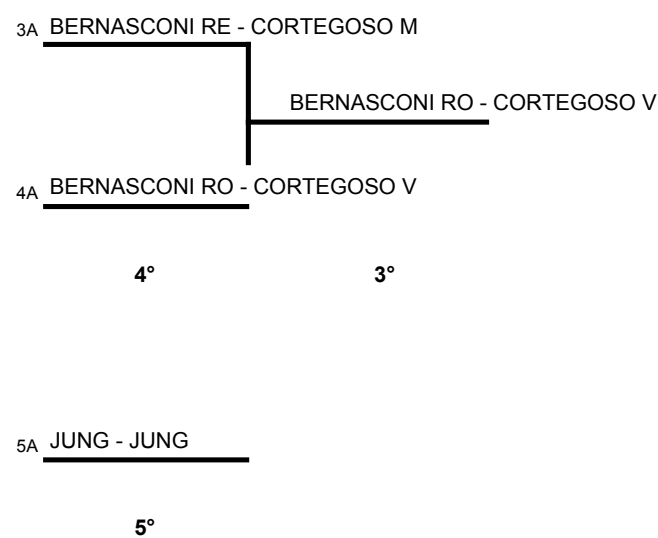 3A BERNASCONI RE - CORTEGOSO M
BERNASCONI RO - CORTEGOSO V
4A BERNASCONI RO - CORTEGOSO V
4° 3°
5A JUNG - JUNG
5°